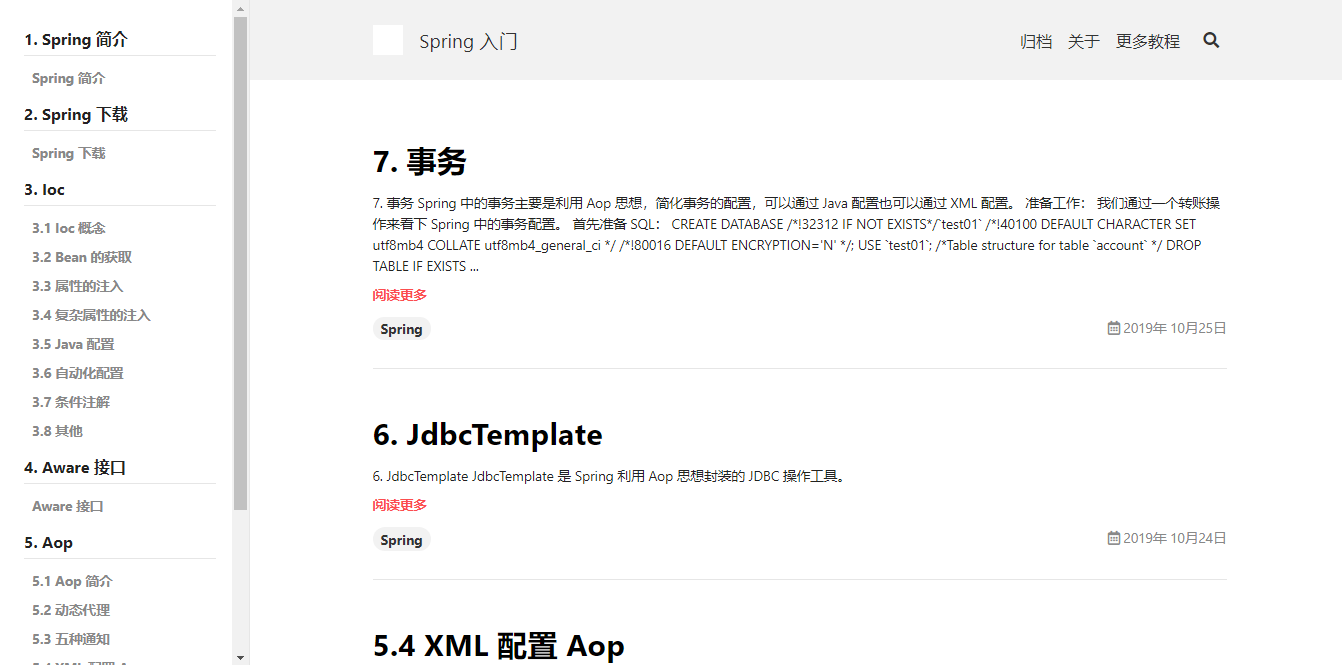 1. Spring 简介
Spring 简介
2. Spring 下载
Spring 下载
3. Ioc
3.1 Ioc 概念
3.2 Bean 的获取
3.3 属性的注入
3.4 复杂属性的注入
3.5 Java 配置
3.6 自动化配置
3.7 条件注解
3.8 其他
4. Aware 接口
Aware 接口
5. Aop
5.1 Aop 简介
5.2 动态代理
5.3 五种通知
Spring 入门
归档 关于 更多教程
7. 事务
7. 事务 Spring 中的事务主要是利用 Aop 思想，简化事务的配置，可以通过 Java 配置也可以通过 XML 配置。 准备工作： 我们通过一个转账操
作来看下 Spring 中的事务配置。 首先准备 SQL： CREATE DATABASE /*!32312 IF NOT EXISTS*/`test01` /*!40100 DEFAULT CHARACTER SET
utf8mb4 COLLATE utf8mb4_general_ci */ /*!80016 DEFAULT ENCRYPTION='N' */; USE `test01`; /*Table structure for table `account` */ DROP
TABLE IF EXISTS ...
阅读更多
Spring 2019年 10月25日
6. JdbcTemplate
6. JdbcTemplate JdbcTemplate 是 Spring 利用 Aop 思想封装的 JDBC 操作工具。
阅读更多
Spring 2019年 10月24日
5.4 XML 配置 Aop